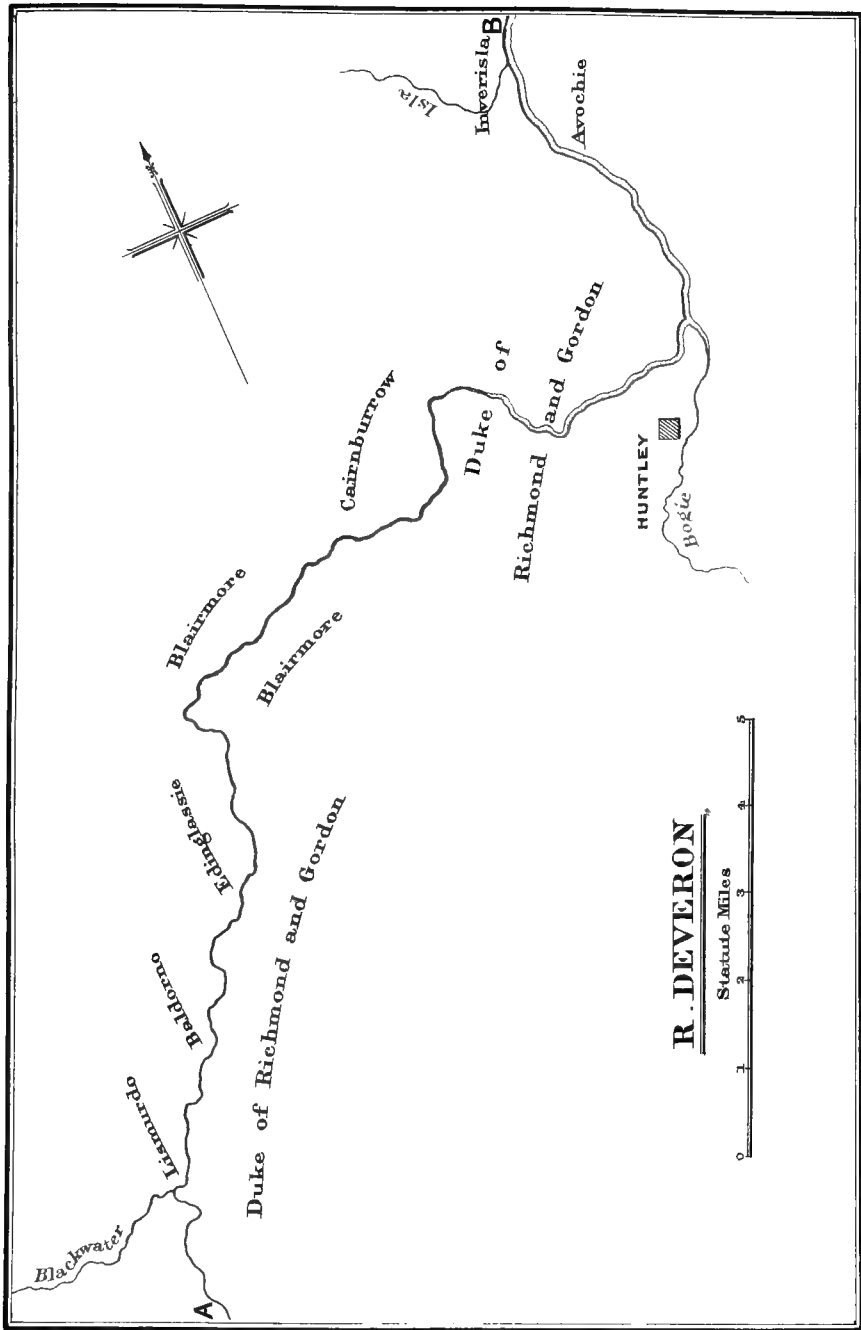 Blackwater
A
Lismurdo
Baldorno
Edinglassie
Duke of Richmond and Gordon
Blairmore
Blairmore
Cairnburrow
Duke of
Richmond and Gordon
HUNTLEY
Bogie
Isla
Inverisla
B
Avochie
R. DEVERON
Statute Miles
0 1 2 3 4 5